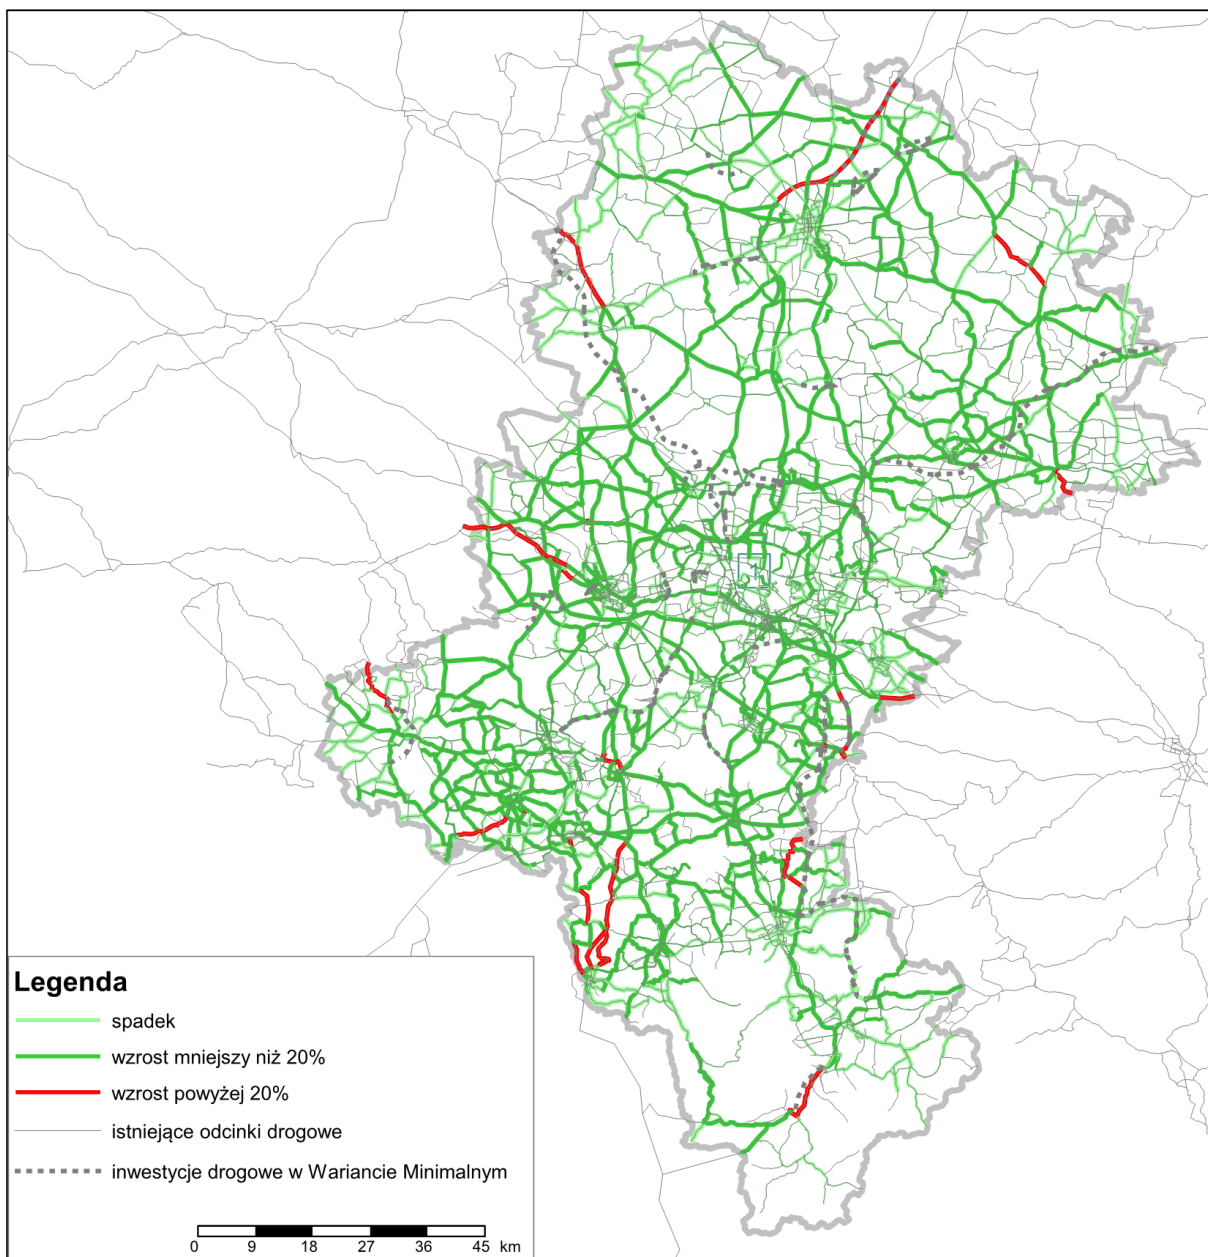 Legenda
spadek
wzrost mniejszy niż 20%
wzrost powyżej 20%
istniejące odcinki drogowe
inwestycje drogowe w Wariancie Minimalnym
0 9 18 27 36 45 km